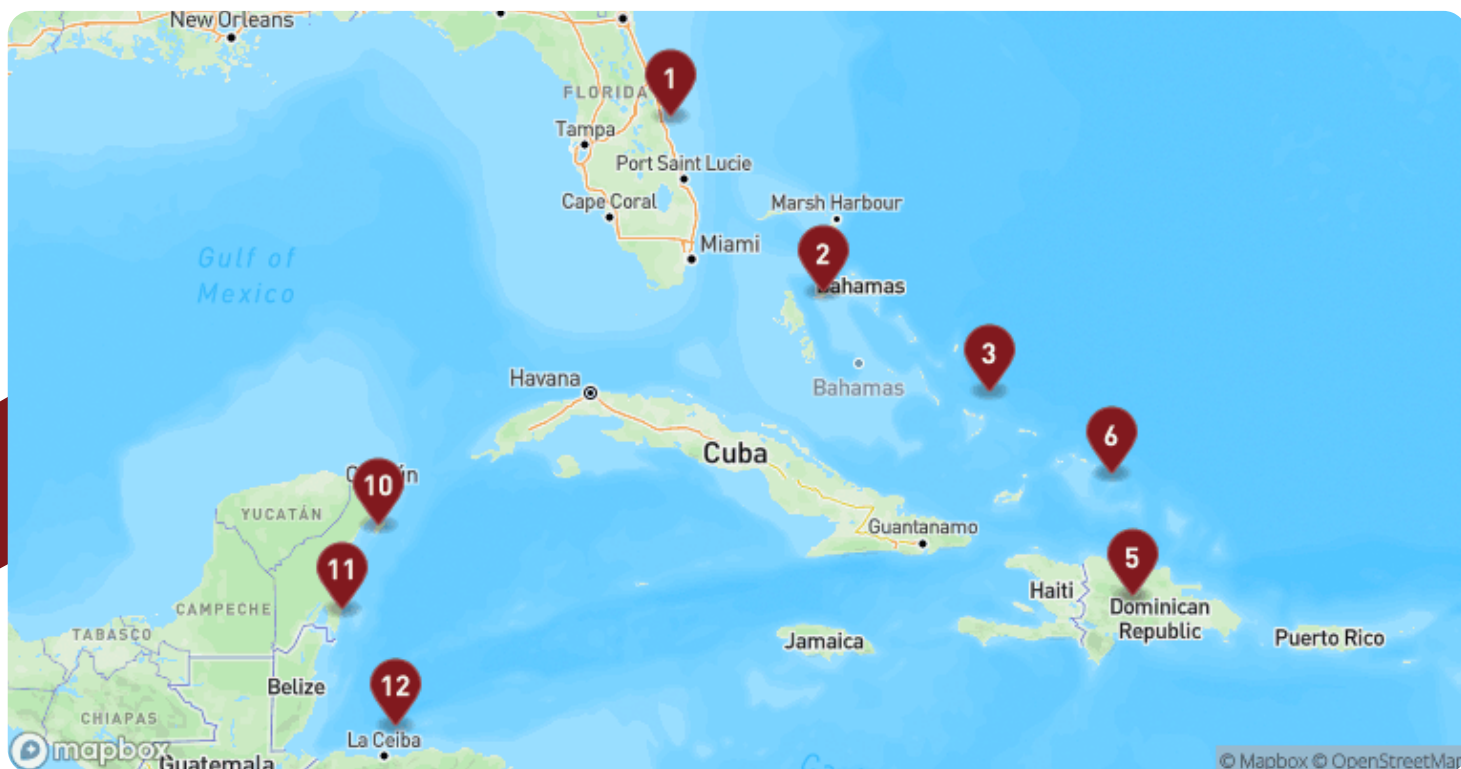 New Orleans
1
FLORIDA
Tampa
Port Saint Lucie
Cape Coral
Marsh Harbour
Miami
2
Gulf of
Mexico
Bahamas
3
Havana
Bahamas
6
Cuba
10
YUCATÁN
Guantanamo
5
11
Haiti
CAMPECHE
Dominican
Republic
TABASCO
Jamaica
Puerto Rico
Belize
12
CHIAPAS
La Ceiba
mapbox
Guatemala
© Mapbox © OpenStreetMap